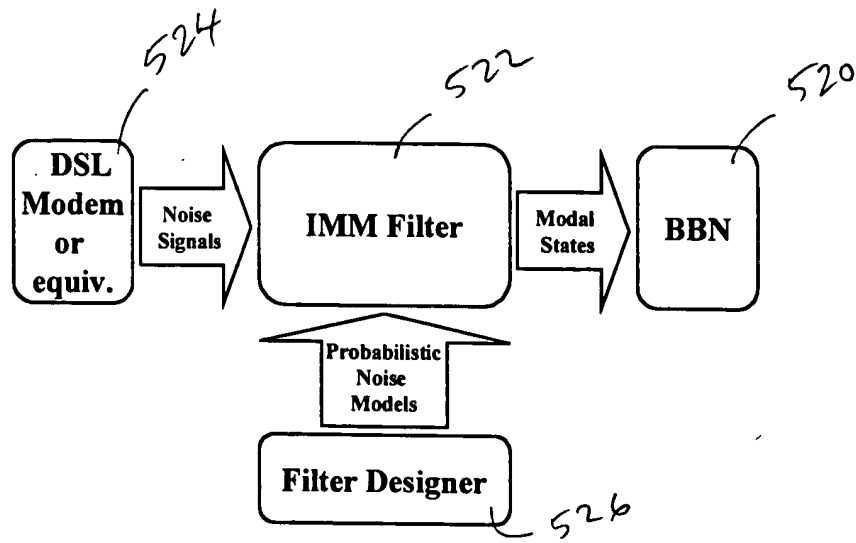 524
522
520
DSL
Modem
or
equiv.
Noise
Signals
IMM Filter
Modal
States
BBN
Probabilistic
Noise
Models
Filter Designer
526